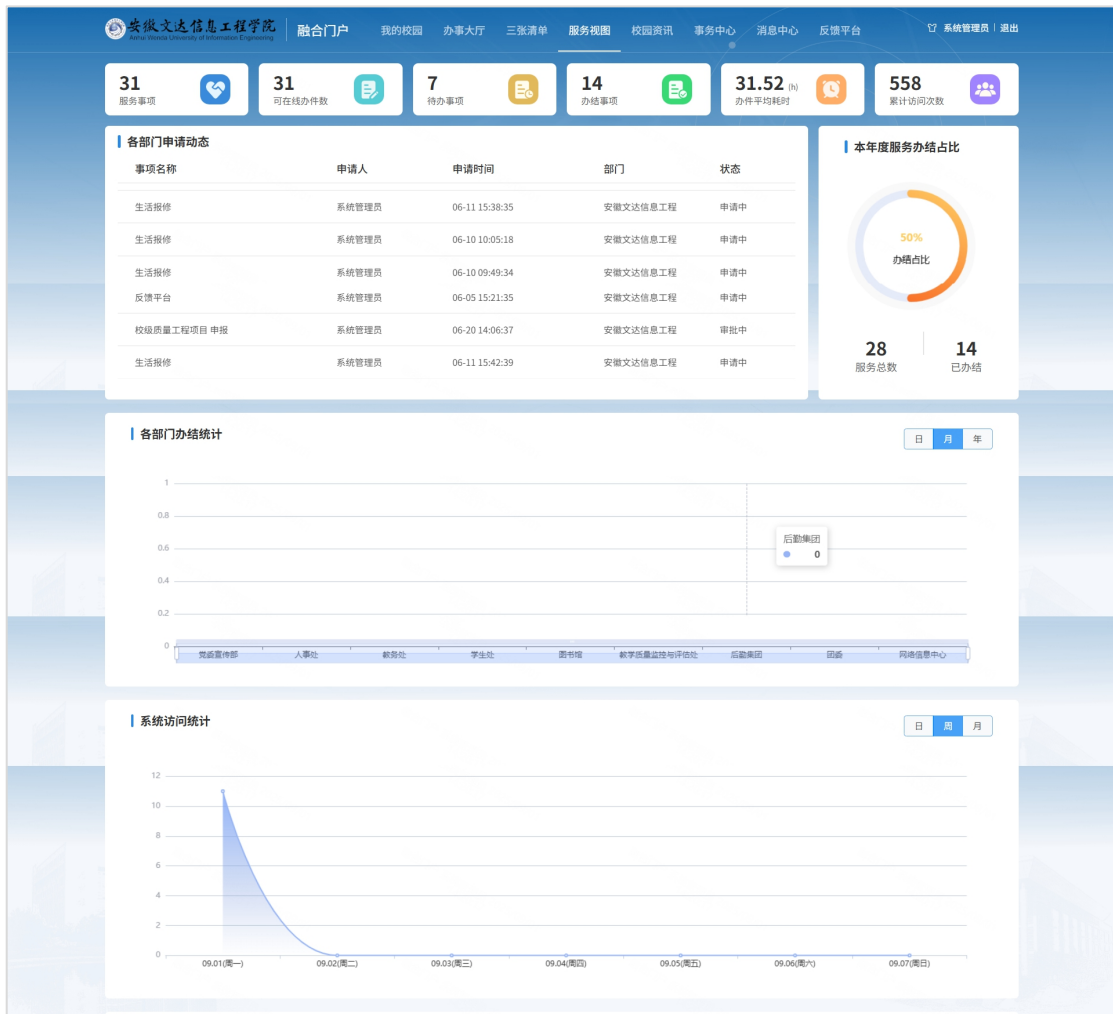 安徽文达信息工程学院
Anhui Wenda University of Information Engineering
融合门户 我的校园 办事大厅 三张清单 服务视图 校园资讯 事务中心 消息中心 反馈平台 系统管理员 退出
31 31 7 14 31.52 (h) 558
服务事项 可在线办件数 待办事项 办结事项 办件平均耗时 累计访问次数
各部门申请动态
事项名称 申请人 申请时间 部门 状态
生活报修 系统管理员 06-11 15:38:35 安徽文达信息工程 申请中
生活报修 系统管理员 06-10 10:05:18 安徽文达信息工程 申请中
生活报修 系统管理员 06-10 09:49:34 安徽文达信息工程 申请中
反馈平台 系统管理员 06-05 15:21:35 安徽文达信息工程 申请中
校级质量工程项目 申报 系统管理员 06-20 14:06:37 安徽文达信息工程 审批中
生活报修 系统管理员 06-11 15:42:39 安徽文达信息工程 申请中
本年度服务办结占比
50%
办结占比
28 14
服务总数 已办结
各部门办结统计
日 月 年
1
0.8
0.6
0.4
0.2
0
后勤集团
0
党委宣传部 人事处 教务处 学生处 图书馆 教学质量监控与评估处 后勤集团 团委 网络信息中心
系统访问统计
日 周 月
12
10
8
6
4
2
0
09.01(周一) 09.02(周二) 09.03(周三) 09.04(周四) 09.05(周五) 09.06(周六) 09.07(周日)